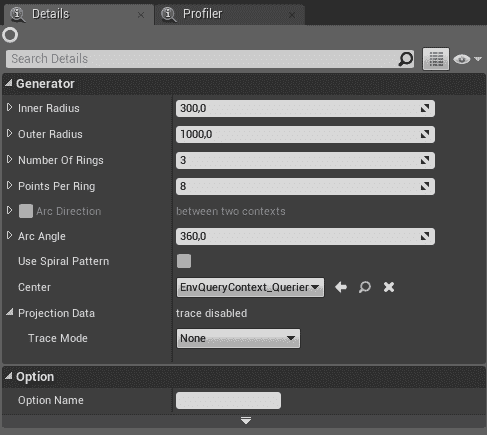 Details
Profiler
Search Details
Generator
Inner Radius 300,0
Outer Radius 1000,0
Number Of Rings 3
Points Per Ring 8
Arc Direction between two contexts
Arc Angle 360,0
Use Spiral Pattern
Center EnvQueryContext_Querier
Projection Data trace disabled
Trace Mode None
Option
Option Name